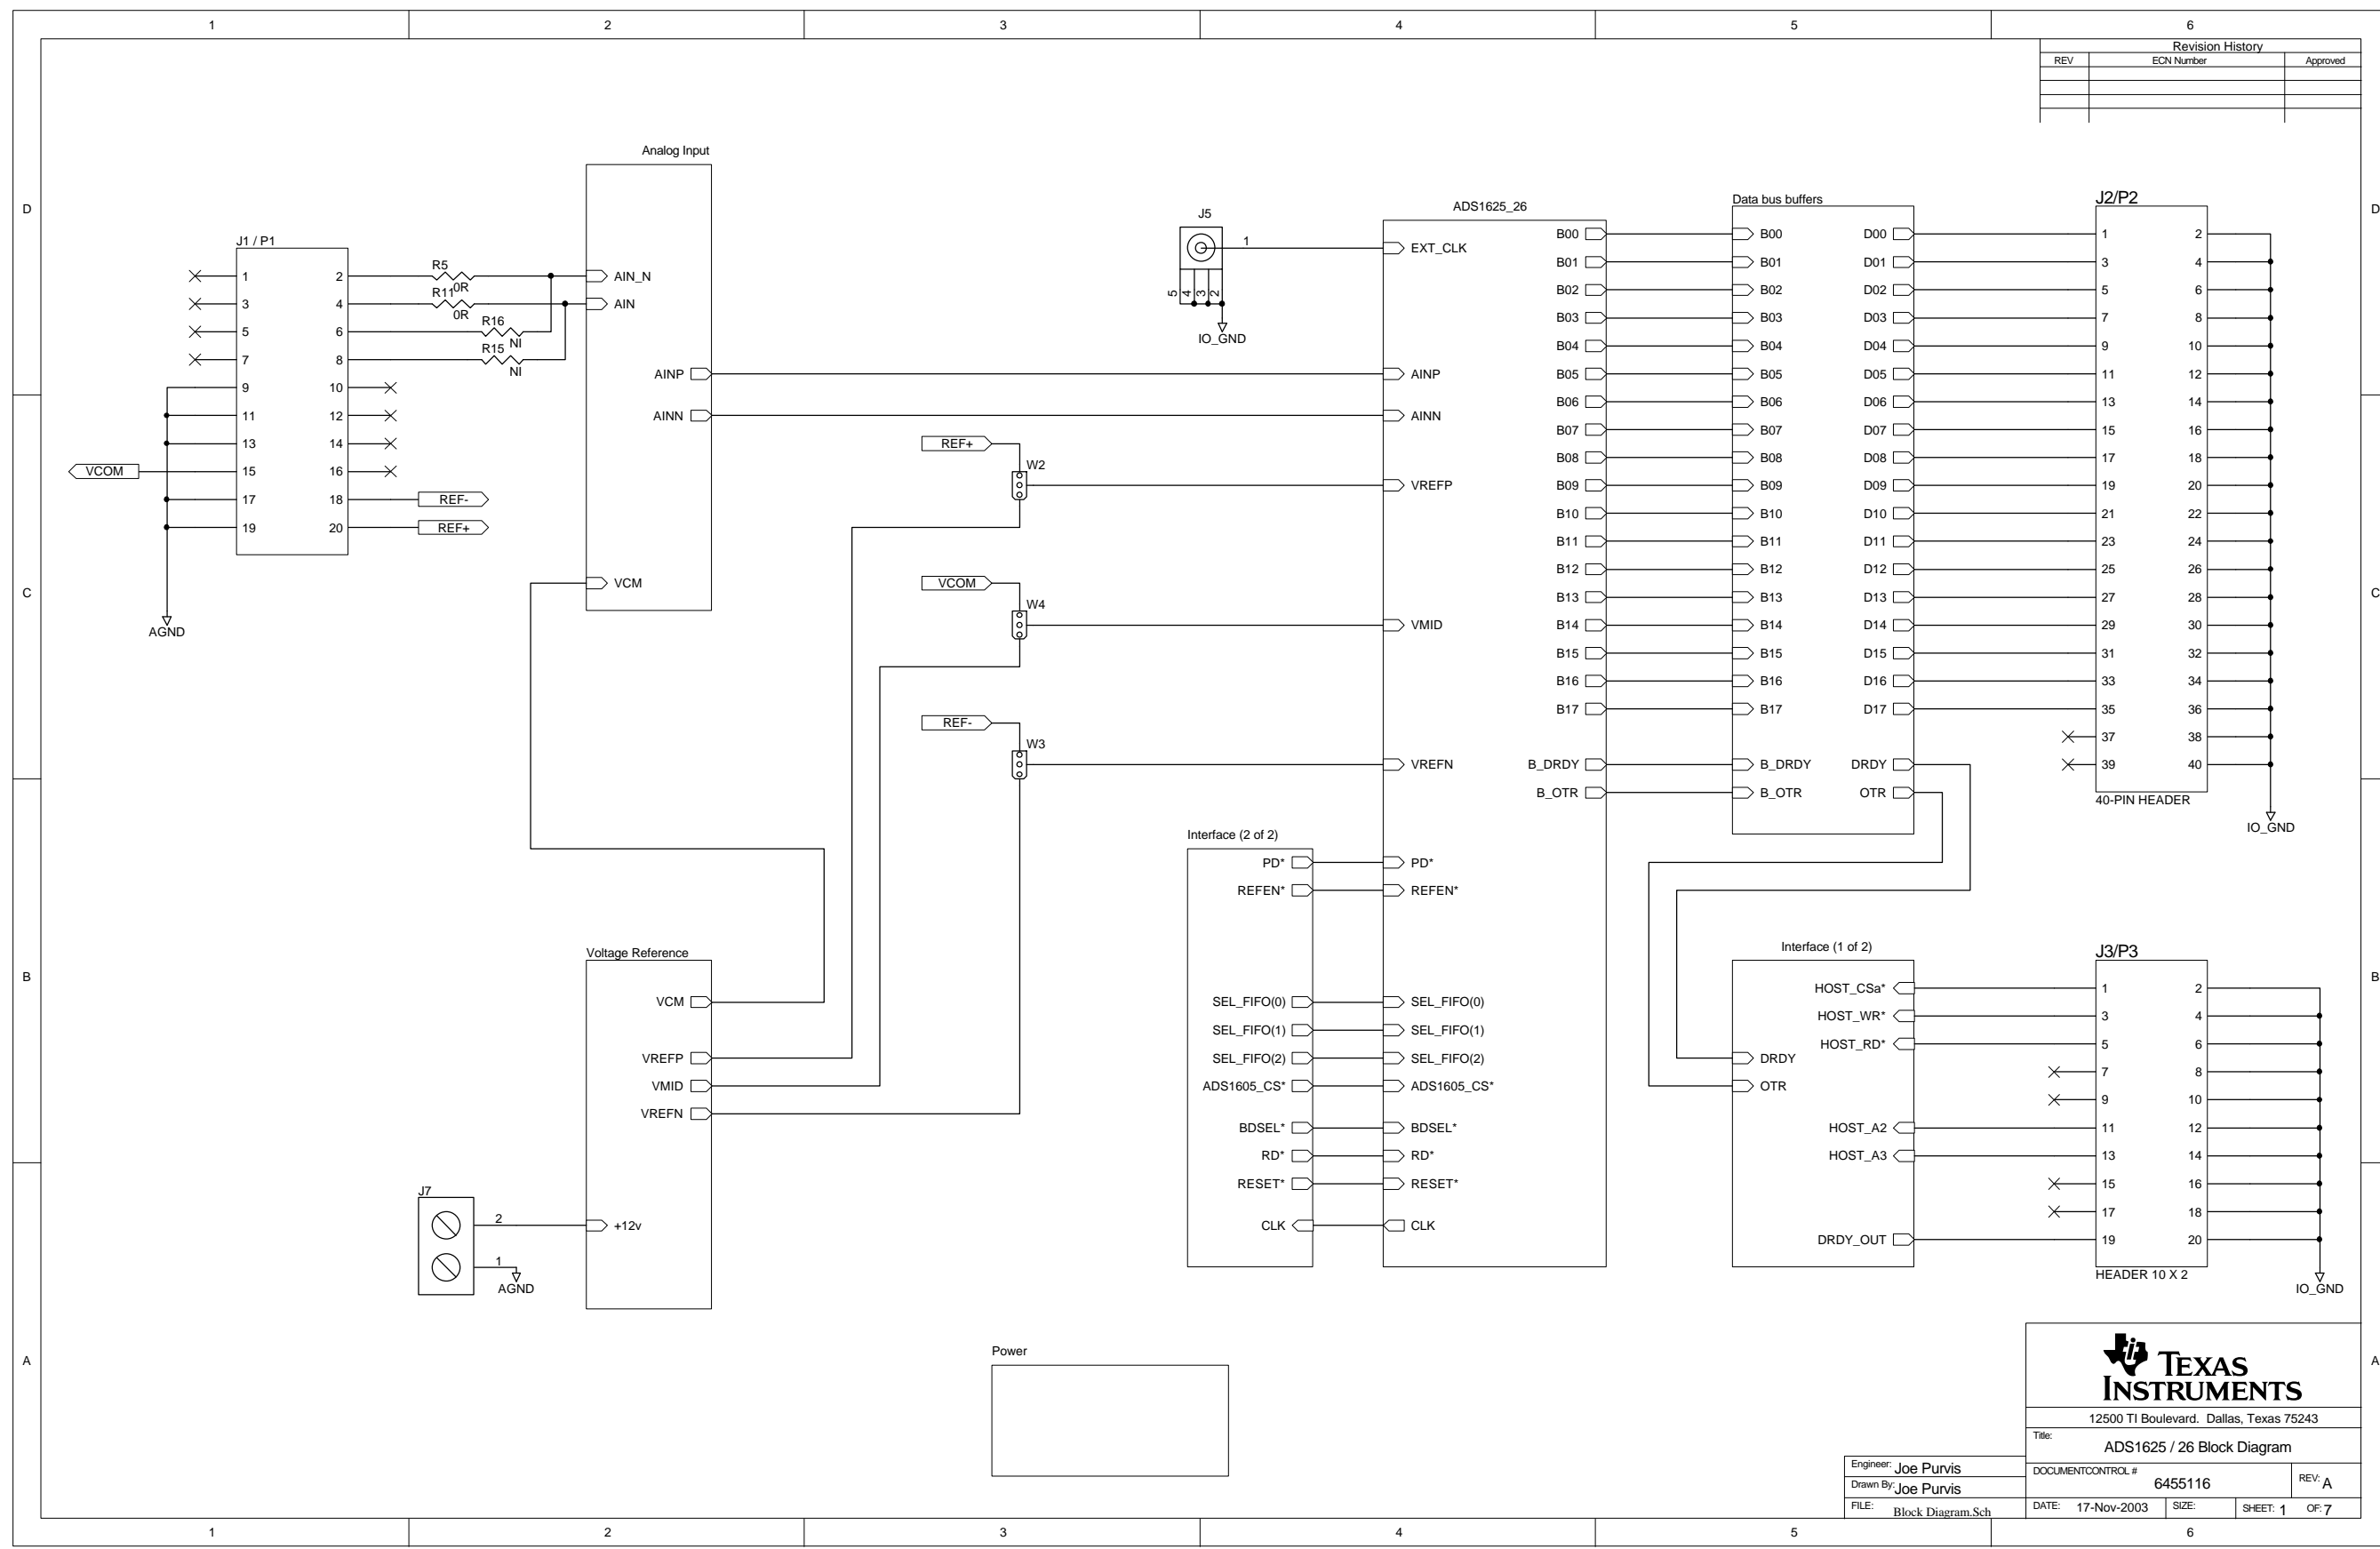 1 2 3 4 5 6
Revision History
REV ECN Number Approved
D D
C C
B B
A A
Analog Input
AIN_N
AIN
AINP
AINN
VCM
J1 / P1
1 2
3 4
5 6
7 8
9 10
11 12
13 14
15 16
17 18
19 20
R5
0R
R11
0R
R16
NI
R15
NI
VCOM
REF-
REF+
AGND
J5
1
5 4 3 2
IO_GND
REF+
W2
VCOM
W4
REF-
W3
ADS1625_26
EXT_CLK
AINP
AINN
VREFP
VMID
VREFN
PD*
REFEN*
SEL_FIFO(0)
SEL_FIFO(1)
SEL_FIFO(2)
ADS1605_CS*
BDSEL*
RD*
RESET*
CLK
B00
B01
B02
B03
B04
B05
B06
B07
B08
B09
B10
B11
B12
B13
B14
B15
B16
B17
B_DRDY
B_OTR
Data bus buffers
B00 D00
B01 D01
B02 D02
B03 D03
B04 D04
B05 D05
B06 D06
B07 D07
B08 D08
B09 D09
B10 D10
B11 D11
B12 D12
B13 D13
B14 D14
B15 D15
B16 D16
B17 D17
B_DRDY DRDY
B_OTR OTR
J2/P2
1 2
3 4
5 6
7 8
9 10
11 12
13 14
15 16
17 18
19 20
21 22
23 24
25 26
27 28
29 30
31 32
33 34
35 36
37 38
39 40
40-PIN HEADER
IO_GND
Interface (2 of 2)
PD*
REFEN*
SEL_FIFO(0)
SEL_FIFO(1)
SEL_FIFO(2)
ADS1605_CS*
BDSEL*
RD*
RESET*
CLK
Voltage Reference
VCM
VREFP
VMID
VREFN
+12v
J7
2
1
AGND
Interface (1 of 2)
HOST_CSa*
HOST_WR*
HOST_RD*
DRDY
OTR
HOST_A2
HOST_A3
DRDY_OUT
J3/P3
1 2
3 4
5 6
7 8
9 10
11 12
13 14
15 16
17 18
19 20
HEADER 10 X 2
IO_GND
Power
TEXAS
INSTRUMENTS
12500 TI Boulevard. Dallas, Texas 75243
Title:
ADS1625 / 26 Block Diagram
Engineer: Joe Purvis
Drawn By: Joe Purvis
FILE: Block Diagram.Sch
DOCUMENTCONTROL # 6455116 REV: A
DATE: 17-Nov-2003 SIZE: SHEET: 1 OF: 7
1 2 3 4 5 6